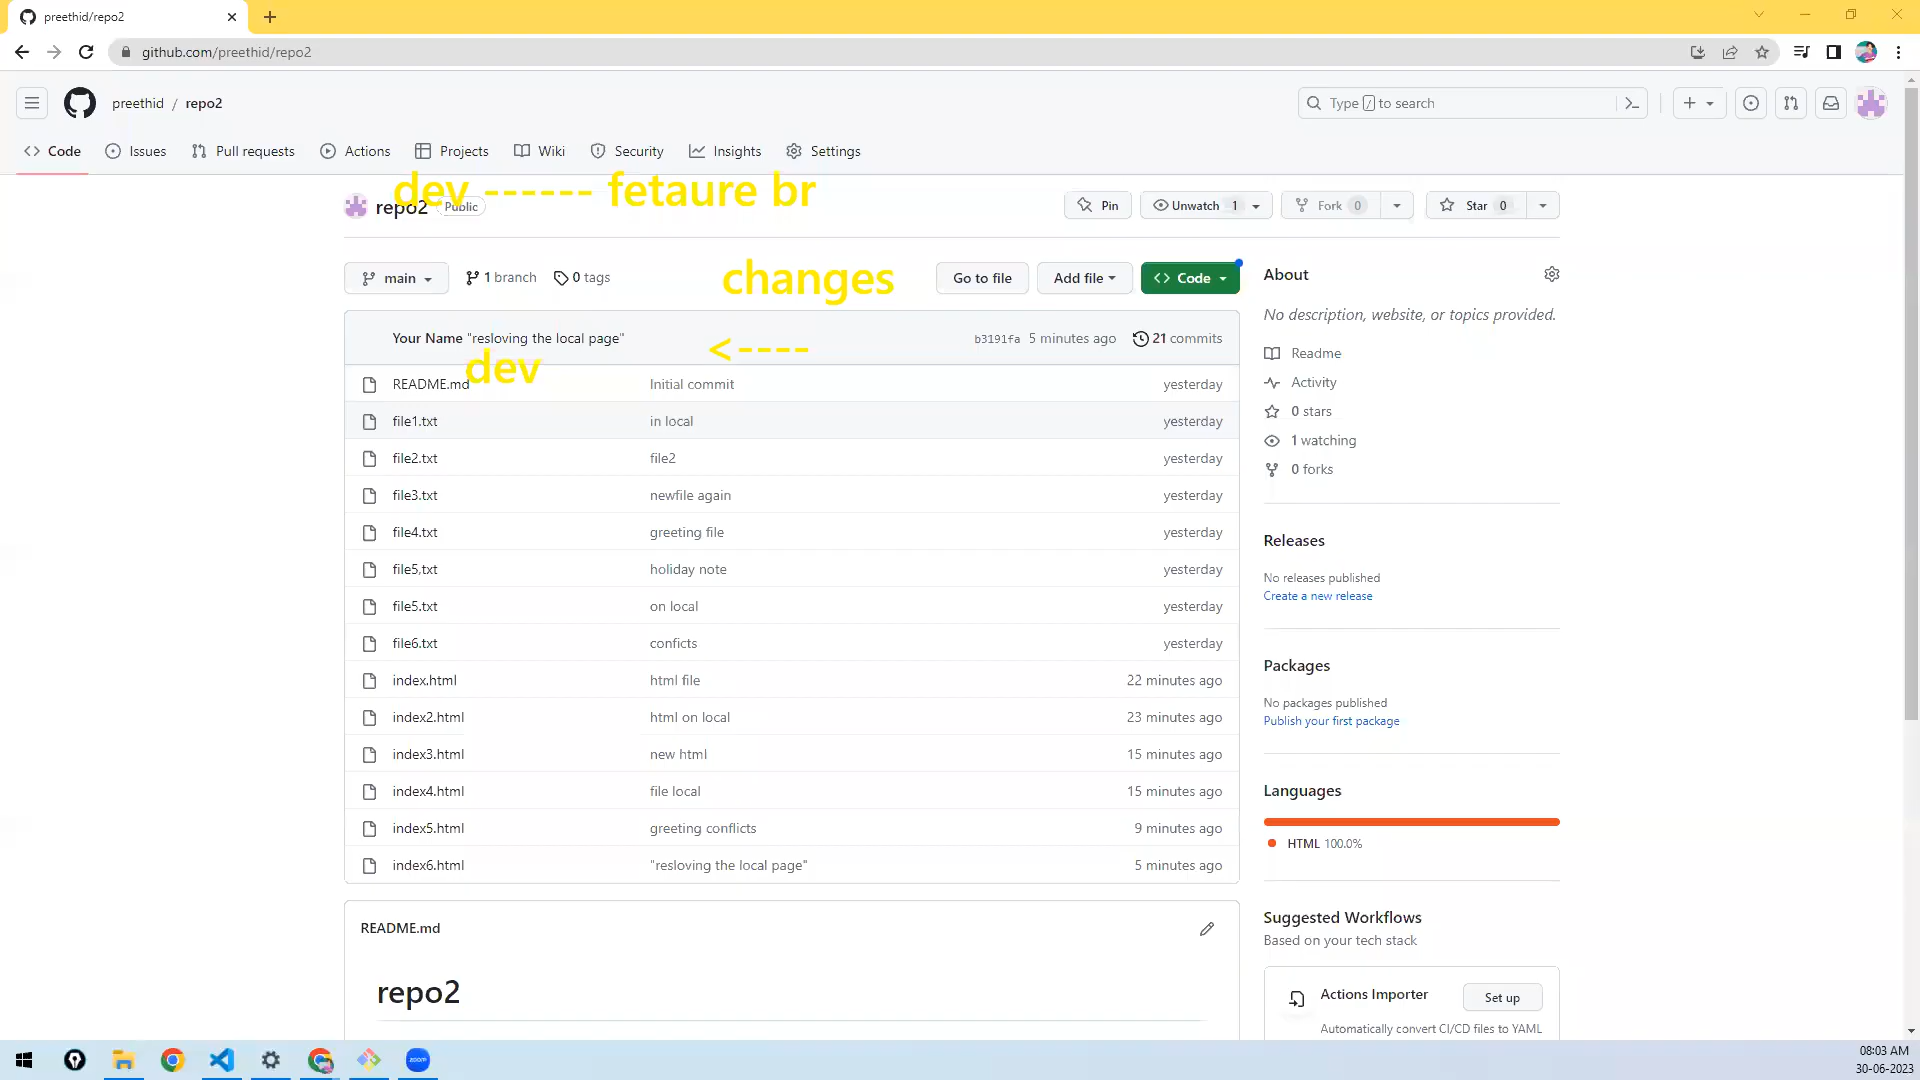 preethid/repo2
github.com/preethid/repo2
preethid / repo2
Type / to search
Code Issues Pull requests Actions Projects Wiki Security Insights Settings
dev ------ fetaure br
repo2 Public
Pin Unwatch 1 Fork 0 Star 0
main 1 branch 0 tags
changes
Go to file Add file Code
Your Name "resloving the local page" b3191fa 5 minutes ago 21 commits
<----
dev
README.md Initial commit yesterday
file1.txt in local yesterday
file2.txt file2 yesterday
file3.txt newfile again yesterday
file4.txt greeting file yesterday
file5,txt holiday note yesterday
file5.txt on local yesterday
file6.txt conficts yesterday
index.html html file 22 minutes ago
index2.html html on local 23 minutes ago
index3.html new html 15 minutes ago
index4.html file local 15 minutes ago
index5.html greeting conflicts 9 minutes ago
index6.html "resloving the local page" 5 minutes ago
README.md
repo2
About
No description, website, or topics provided.
Readme
Activity
0 stars
1 watching
0 forks
Releases
No releases published
Create a new release
Packages
No packages published
Publish your first package
Languages
HTML 100.0%
Suggested Workflows
Based on your tech stack
Actions Importer Set up
Automatically convert CI/CD files to YAML
zoom
08:03 AM
30-06-2023